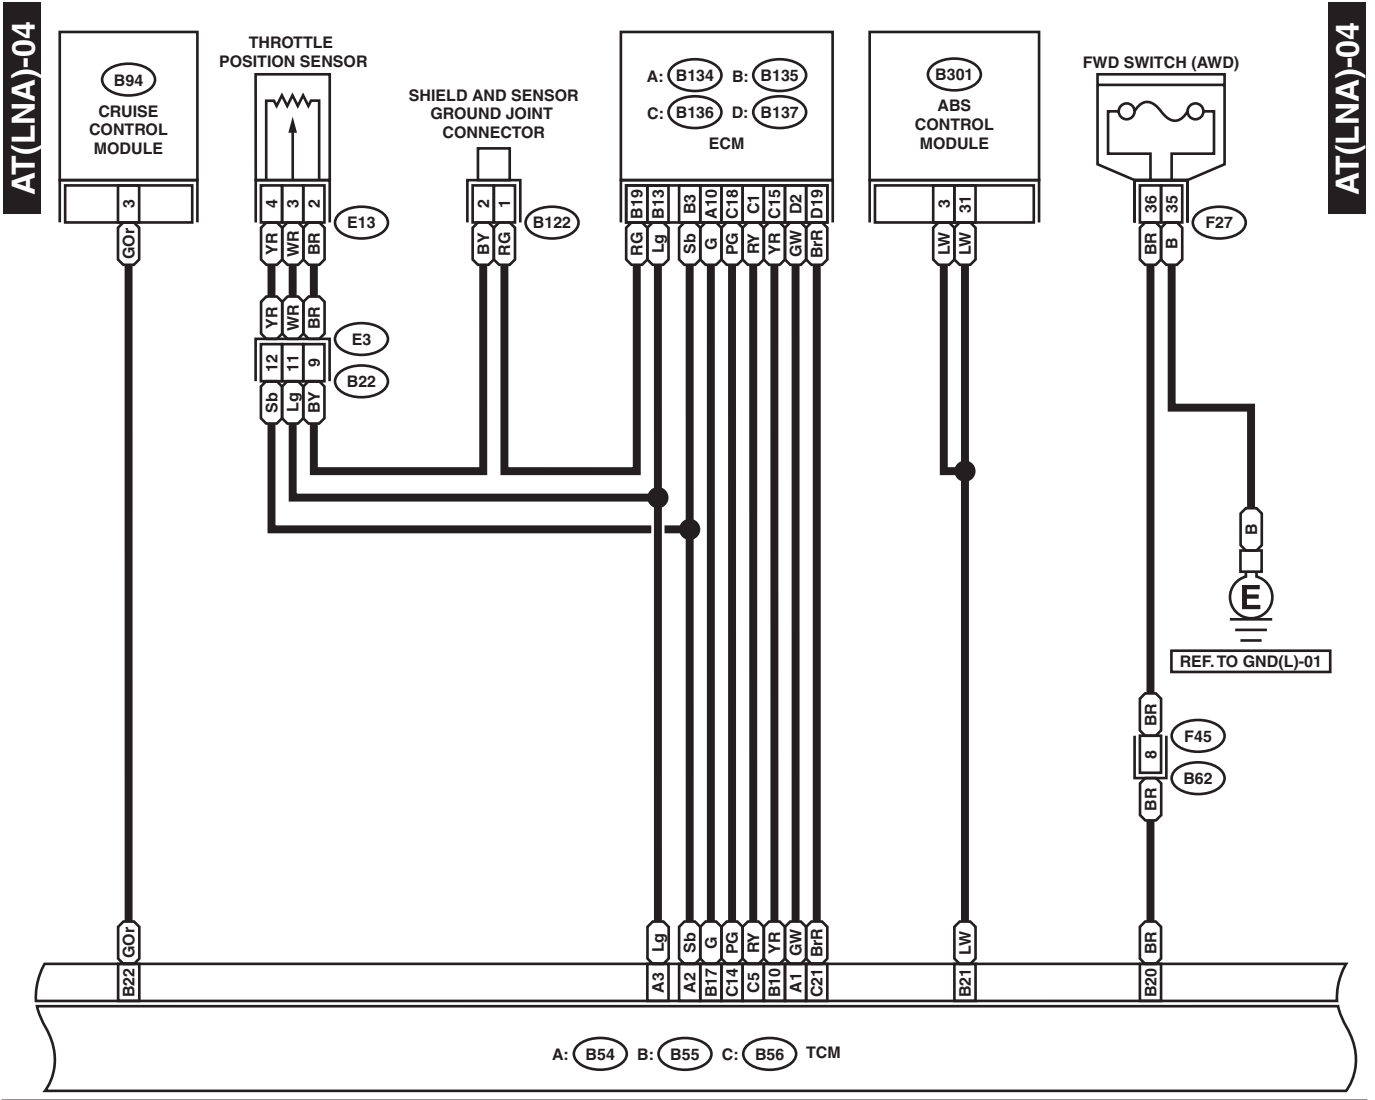 AT(LNA)-04
AT(LNA)-04
B94
CRUISE
CONTROL
MODULE
THROTTLE
POSITION SENSOR
SHIELD AND SENSOR
GROUND JOINT
CONNECTOR
A: B134 B: B135
C: B136 D: B137
ECM
B301
ABS
CONTROL
MODULE
FWD SWITCH (AWD)
3
4 3 2
E13
2 1
B122
B19 B13 B3 A10 C18 C1 C15 D2 D19
3 31
36 35
F27
GOr
YR WR BR
BY RG
RG Lg Sb G PG RY YR GW BrR
LW LW
BR B
YR WR BR
E3
12 11 9
B22
Sb Lg BY
B
E
REF. TO GND(L)-01
BR
F45
8
B62
BR
GOr Lg Sb G PG RY YR GW BrR LW BR
B22 A3 A2 B17 C14 C5 B10 A1 C21 B21 B20
A: B54 B: B55 C: B56 TCM